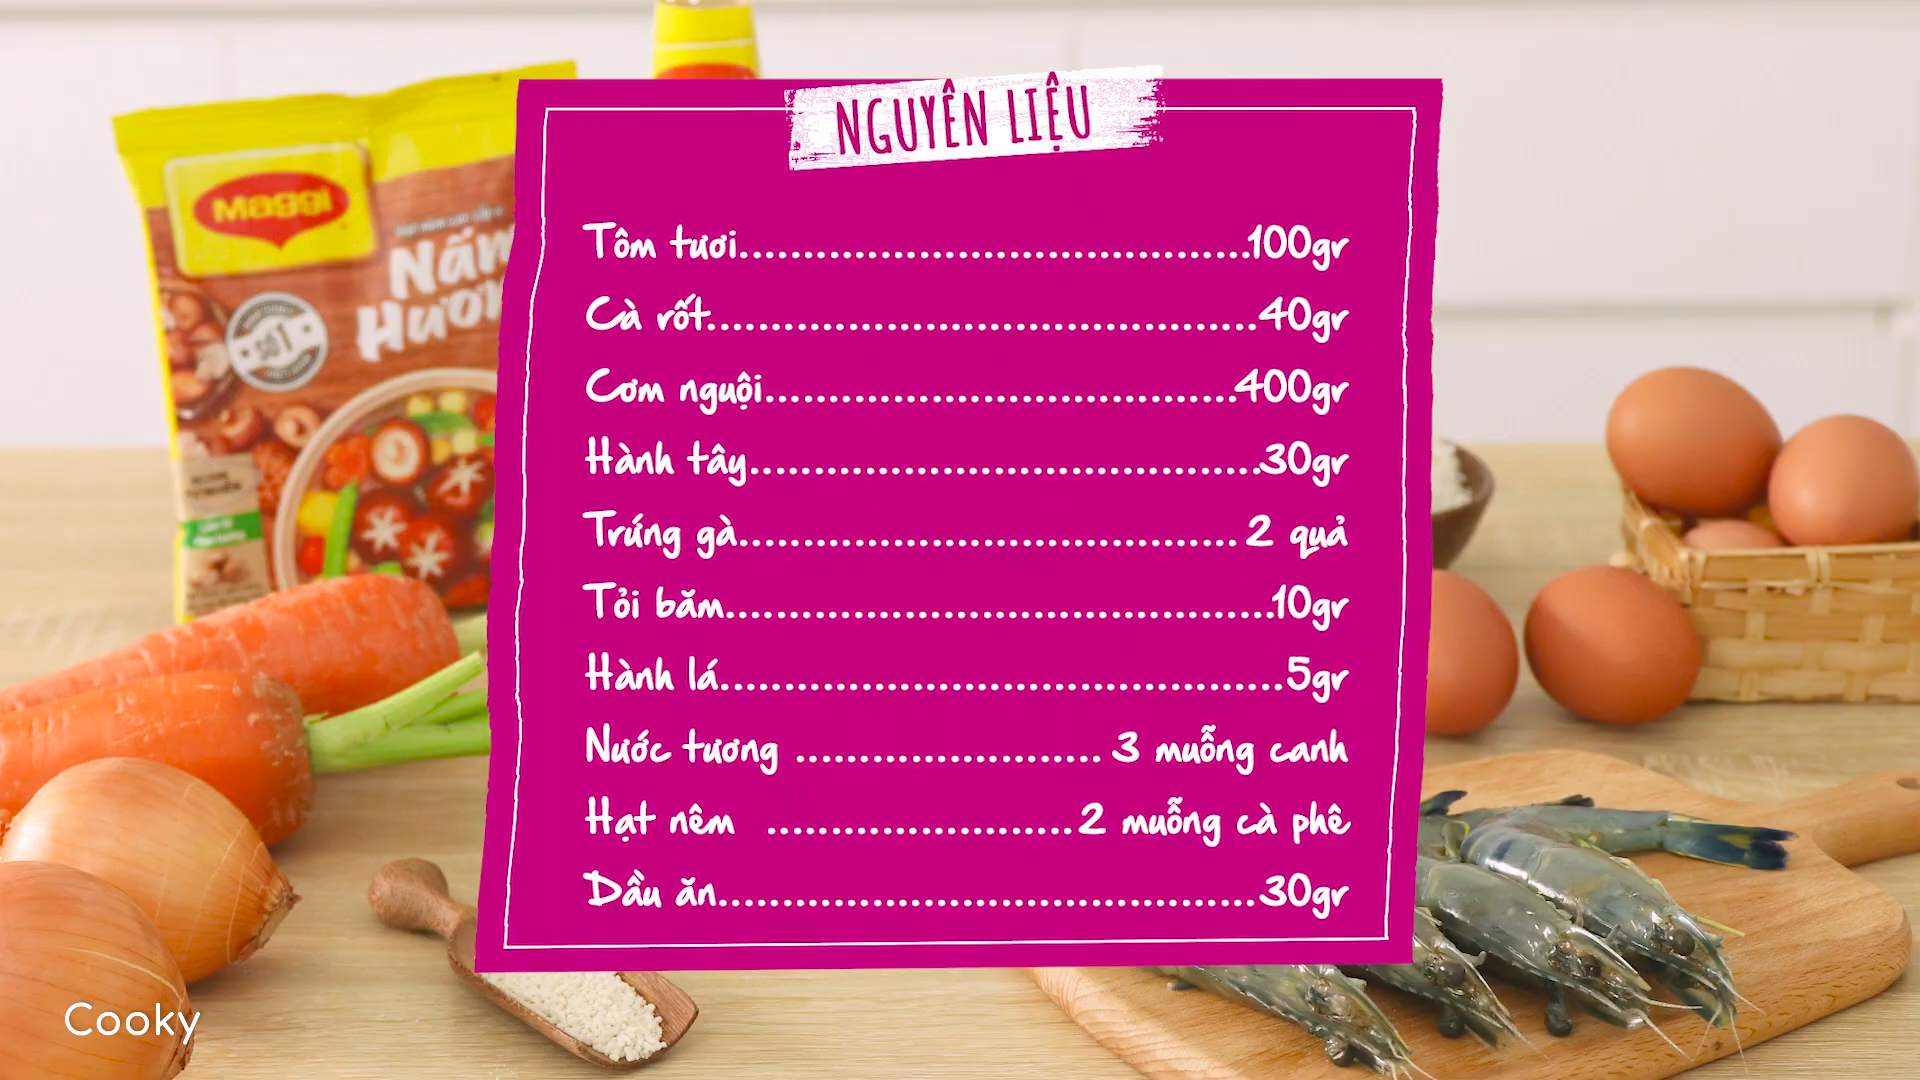 Maggi
Nấm
Hương
NGUYÊN LIỆU
Tôm tươi........................................100gr
Cà rốt...........................................40gr
Cơm nguội.....................................400gr
Hành tây........................................30gr
Trứng gà....................................... 2 quả
Tỏi băm...........................................10gr
Hành lá............................................5gr
Nước tương ........................ 3 muỗng canh
Hạt nêm ........................2 muỗng cà phê
Dầu ăn..........................................30gr
Cooky